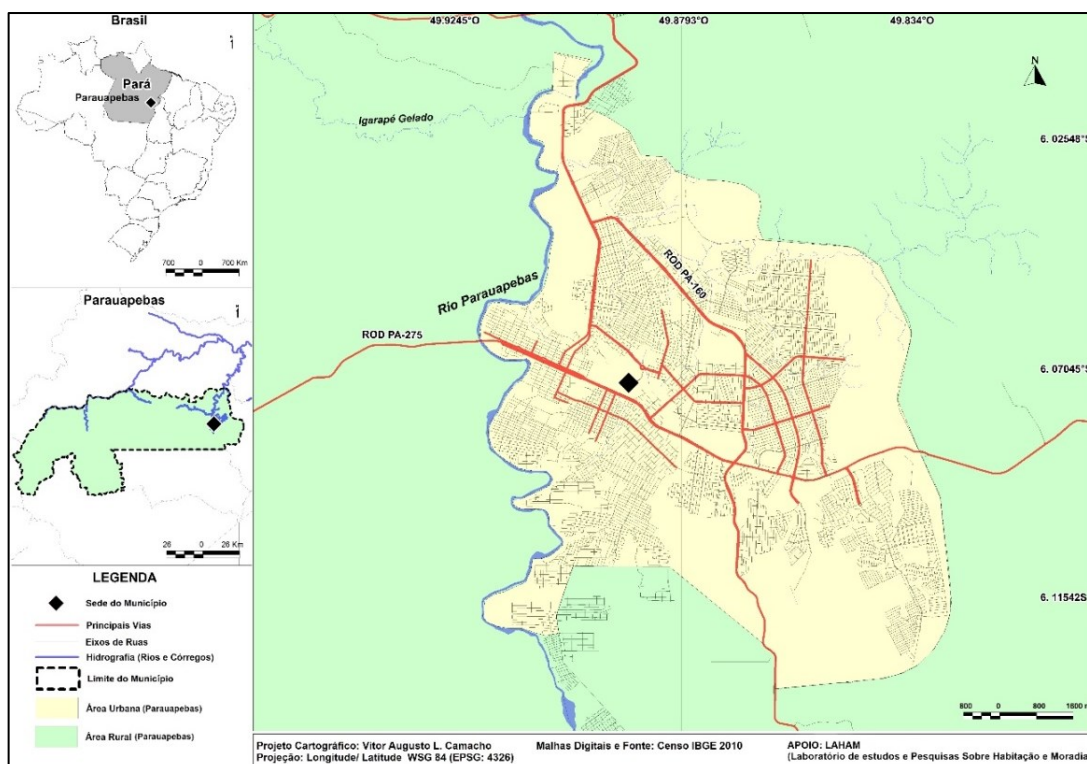 Brasil
Pará
Parauapebas
700 0 700 Km
Parauapebas
26 0 26 Km
LEGENDA
Sede do Município
Principais Vias
Eixos de Ruas
Hidrografia (Rios e Córregos)
Limite do Município
Área Urbana (Parauapebas)
Área Rural (Parauapebas)
49.9245°O 49.8793°O 49.834°O
N
Igarapé Gelado
6. 02548°S
Rio Parauapebas
ROD PA-160
ROD PA-275
6. 07045°S
6. 11542S
800 0 800 1600 m
Projeto Cartográfico: Vitor Augusto L. Camacho Malhas Digitais e Fonte: Censo IBGE 2010 APOIO: LAHAM
Projeção: Longitude/ Latitude WSG 84 (EPSG: 4326) (Laboratório de estudos e Pesquisas Sobre Habitação e Moradia